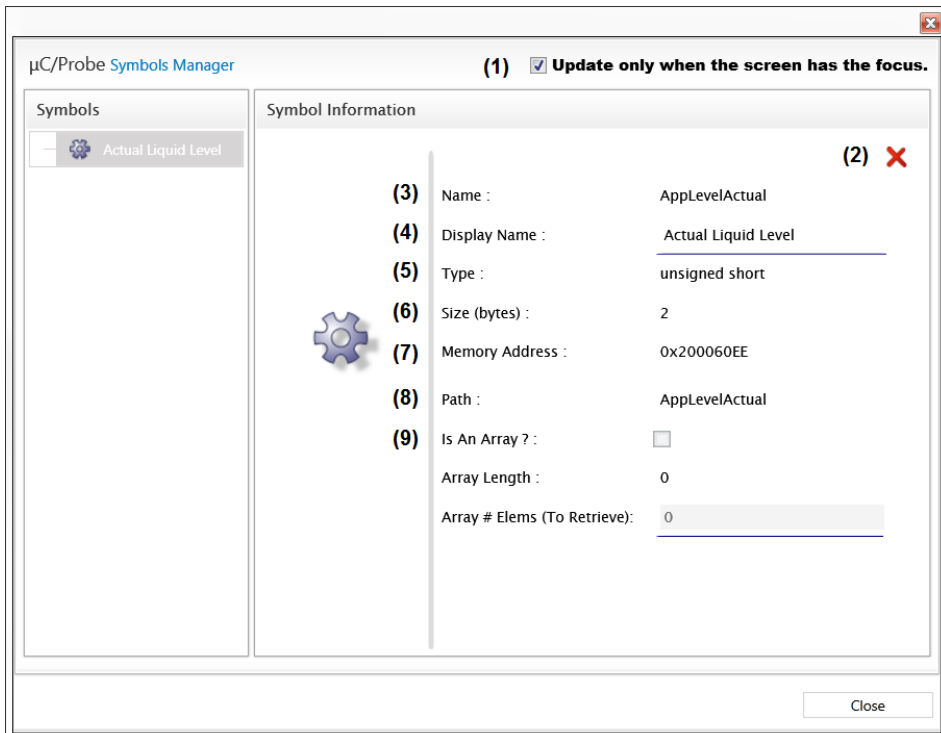 µC/Probe Symbols Manager
(1) Update only when the screen has the focus.
Symbols
Actual Liquid Level
Symbol Information
(2)
(3) Name : AppLevelActual
(4) Display Name : Actual Liquid Level
(5) Type : unsigned short
(6) Size (bytes) : 2
(7) Memory Address : 0x200060EE
(8) Path : AppLevelActual
(9) Is An Array ? :
Array Length : 0
Array # Elems (To Retrieve): 0
Close